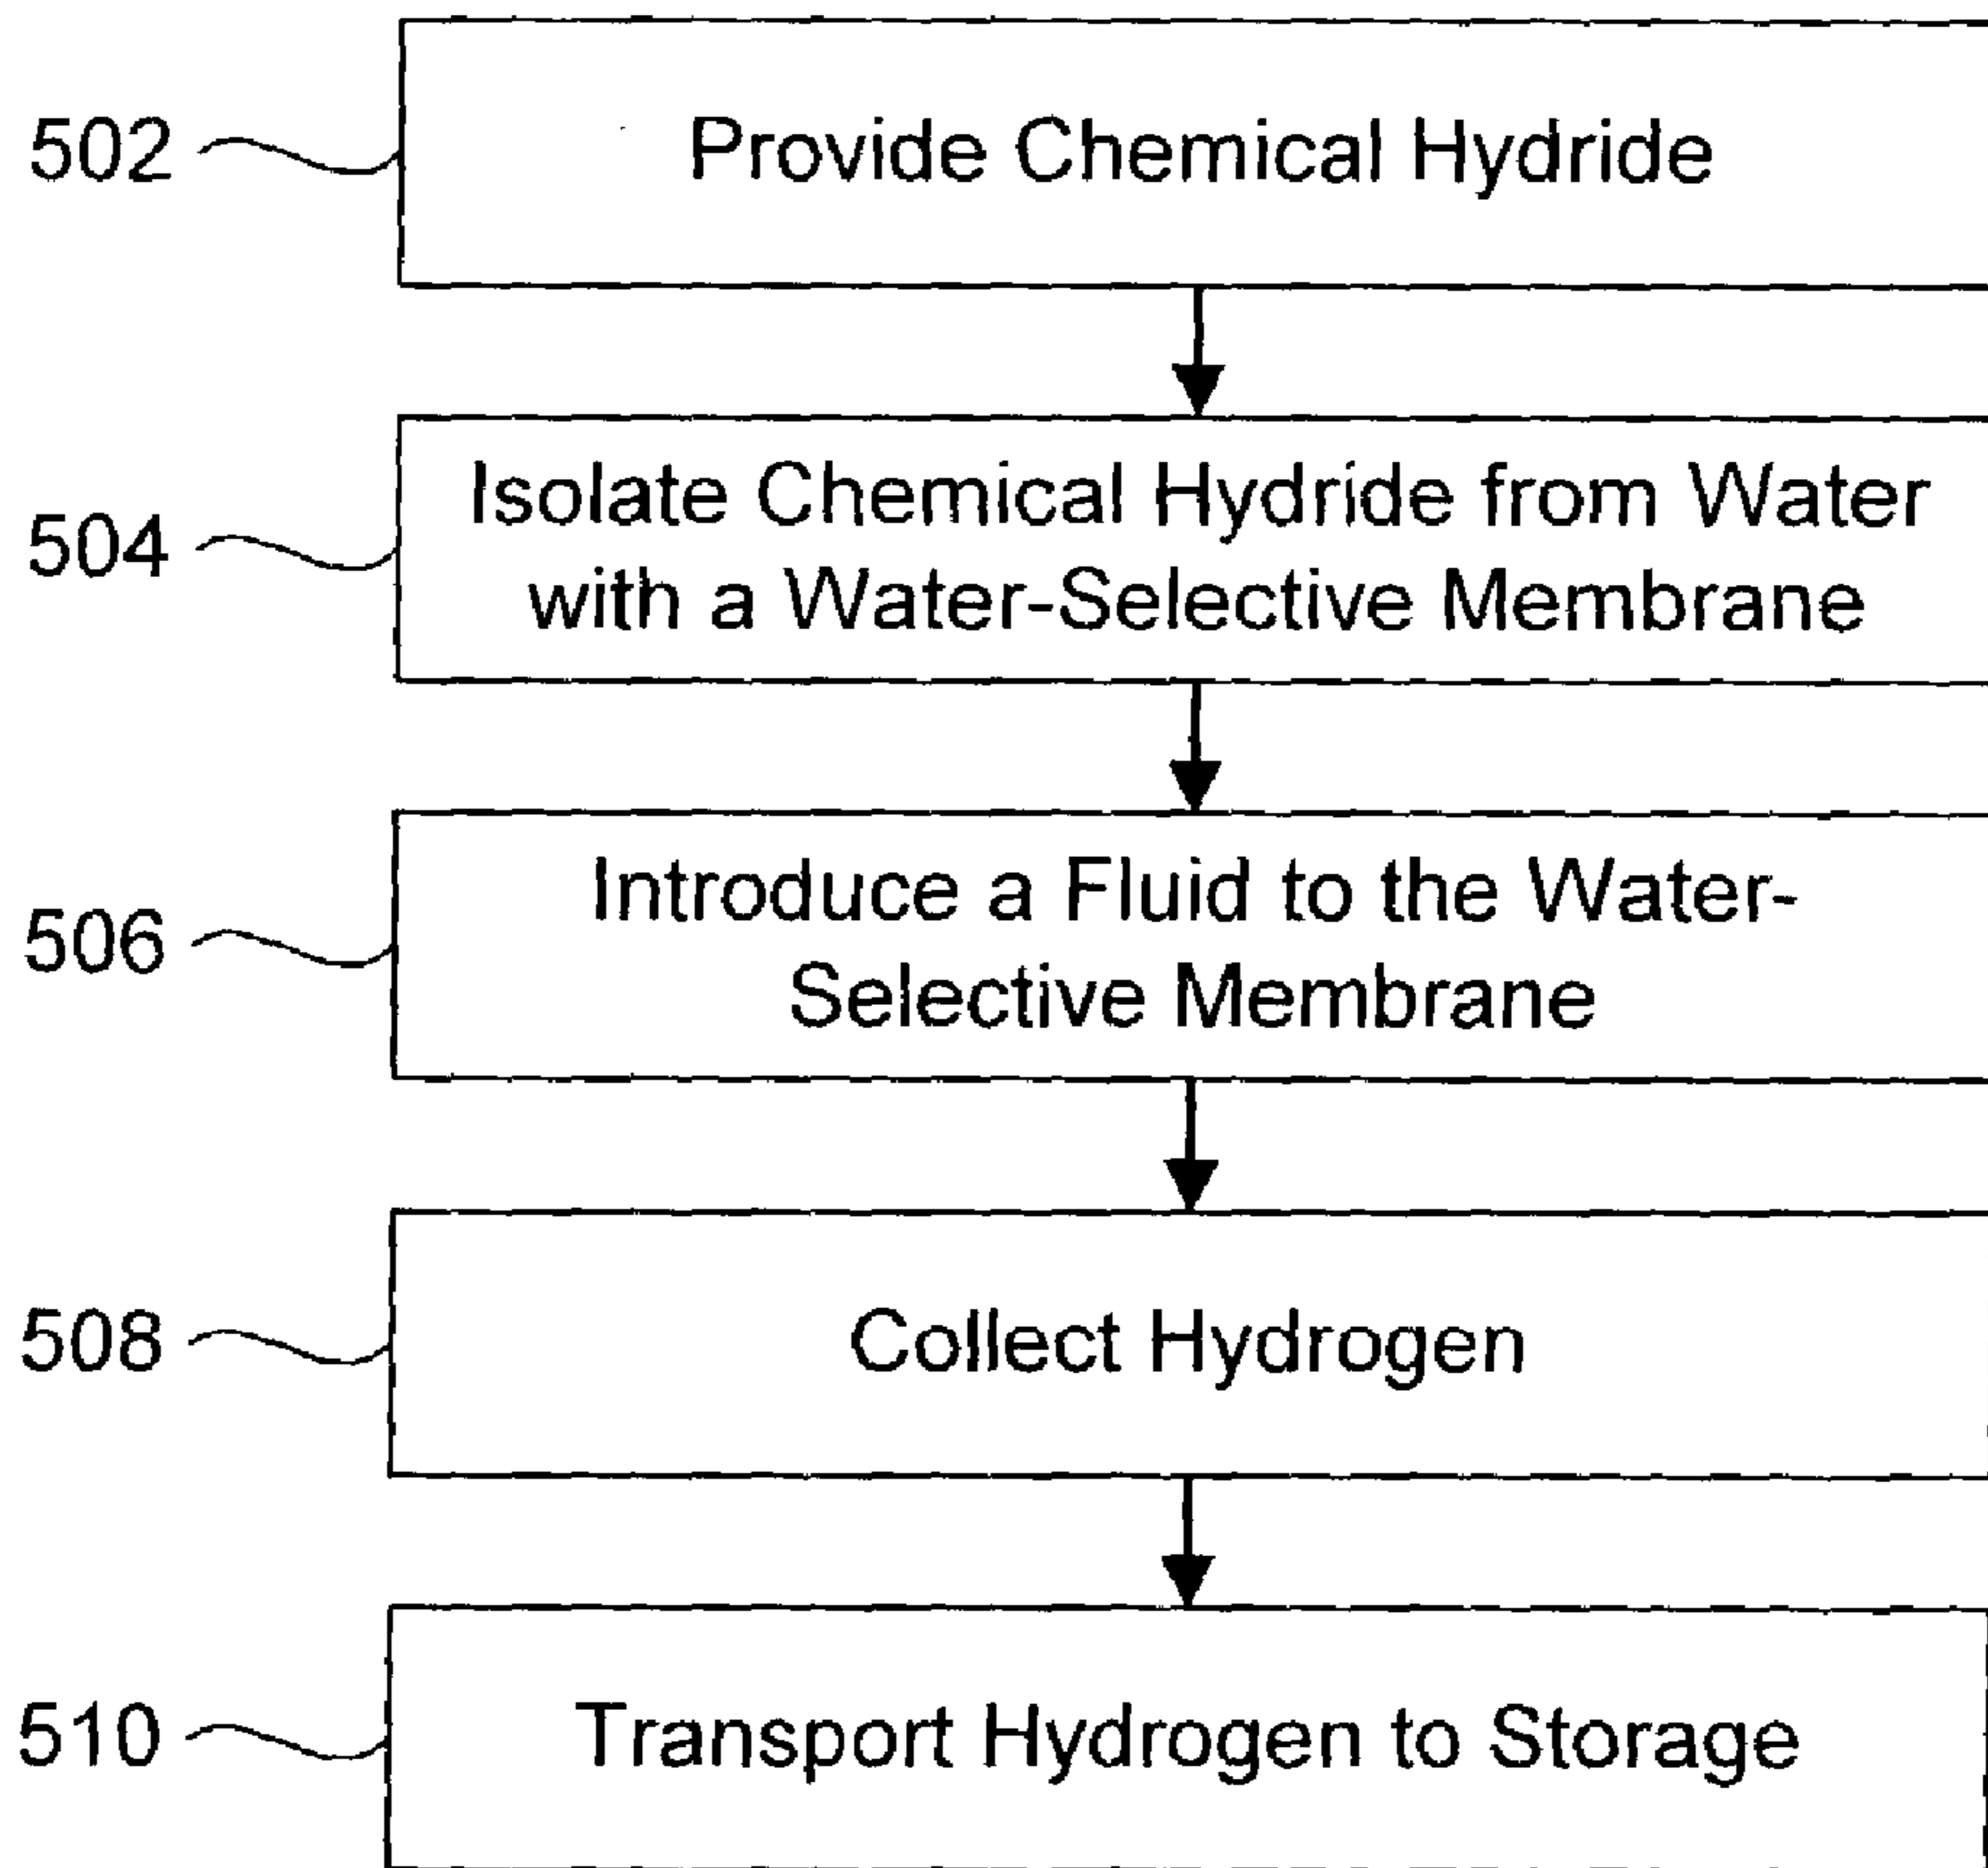 502
Provide Chemical Hydride
504
Isolate Chemical Hydride from Water
with a Water-Selective Membrane
506
Introduce a Fluid to the Water-
Selective Membrane
508
Collect Hydrogen
510
Transport Hydrogen to Storage